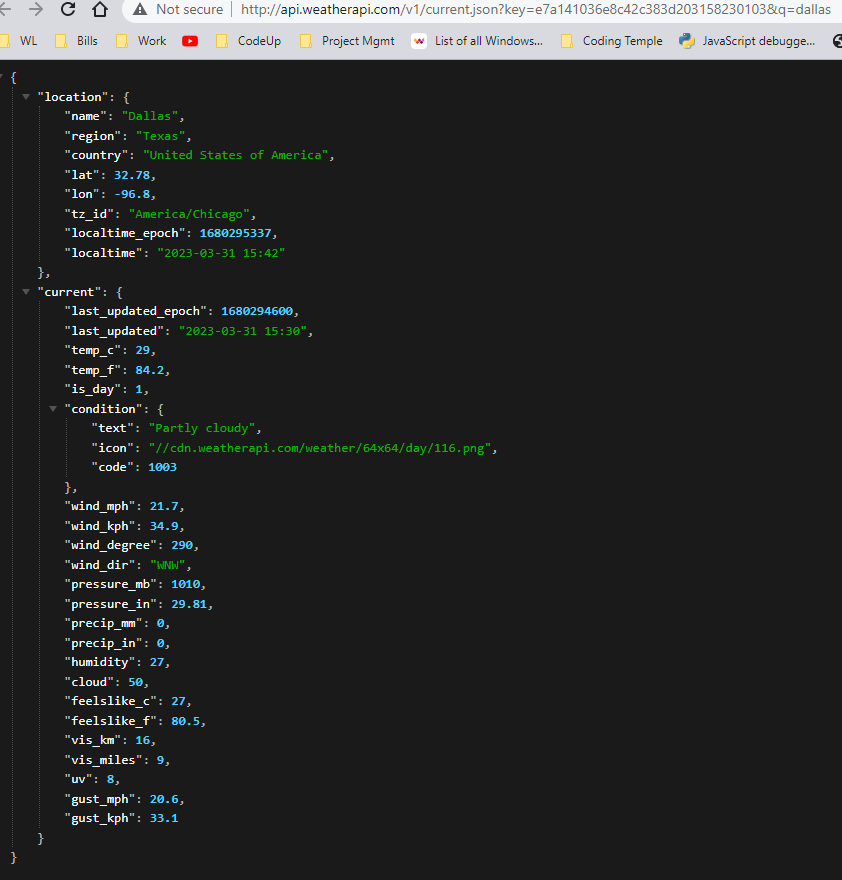 Not secure | http://api.weatherapi.com/v1/current.json?key=e7a141036e8c42c383d203158230103&q=dallas
WL Bills Work CodeUp Project Mgmt List of all Windows... Coding Temple JavaScript debugge...
{
"location": {
"name": "Dallas",
"region": "Texas",
"country": "United States of America",
"lat": 32.78,
"lon": -96.8,
"tz_id": "America/Chicago",
"localtime_epoch": 1680295337,
"localtime": "2023-03-31 15:42"
},
"current": {
"last_updated_epoch": 1680294600,
"last_updated": "2023-03-31 15:30",
"temp_c": 29,
"temp_f": 84.2,
"is_day": 1,
"condition": {
"text": "Partly cloudy",
"icon": "//cdn.weatherapi.com/weather/64x64/day/116.png",
"code": 1003
},
"wind_mph": 21.7,
"wind_kph": 34.9,
"wind_degree": 290,
"wind_dir": "WNW",
"pressure_mb": 1010,
"pressure_in": 29.81,
"precip_mm": 0,
"precip_in": 0,
"humidity": 27,
"cloud": 50,
"feelslike_c": 27,
"feelslike_f": 80.5,
"vis_km": 16,
"vis_miles": 9,
"uv": 8,
"gust_mph": 20.6,
"gust_kph": 33.1
}
}